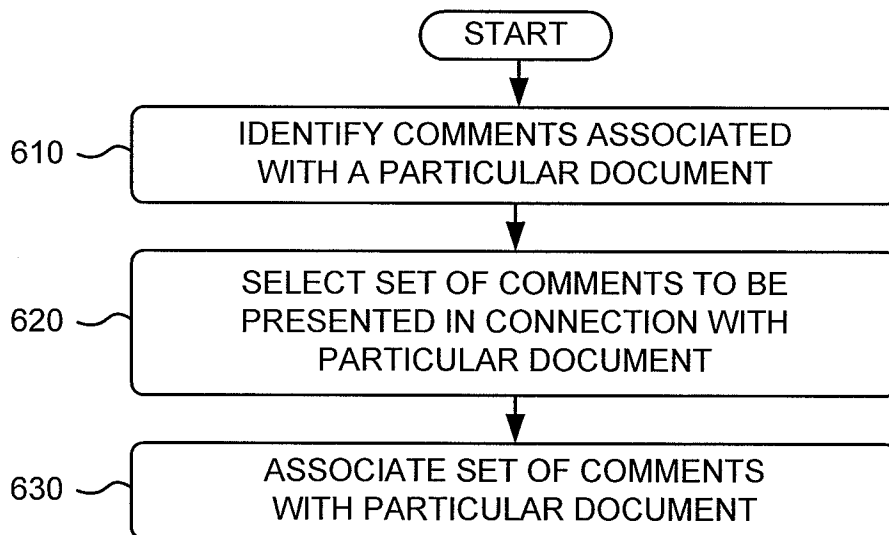 START
610
IDENTIFY COMMENTS ASSOCIATED
WITH A PARTICULAR DOCUMENT
620
SELECT SET OF COMMENTS TO BE
PRESENTED IN CONNECTION WITH
PARTICULAR DOCUMENT
630
ASSOCIATE SET OF COMMENTS
WITH PARTICULAR DOCUMENT